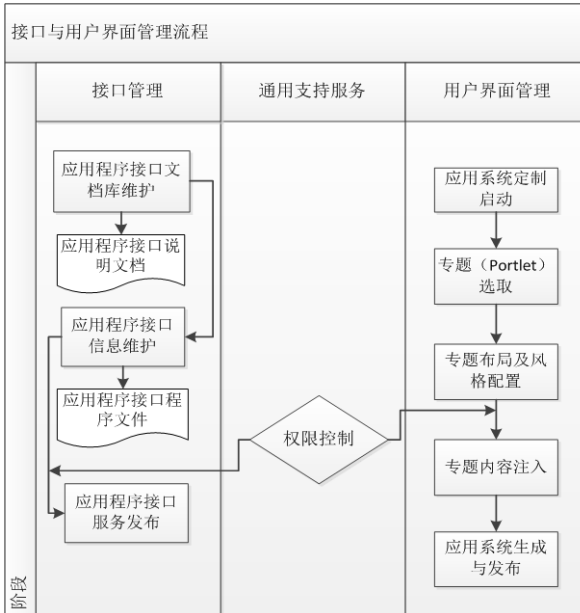 接口与用户界面管理流程
接口管理
通用支持服务
用户界面管理
应用程序接口文
档库维护
应用程序接口说
明文档
应用程序接口
信息维护
应用程序接口程
序文件
应用程序接口
服务发布
权限控制
应用系统定制
启动
专题（Portlet）
选取
专题布局及风
格配置
专题内容注入
应用系统生成
与发布
阶段